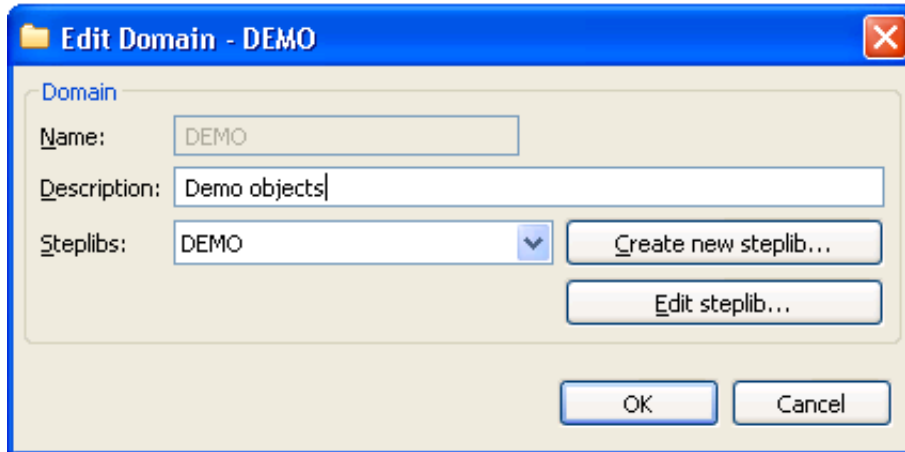 Edit Domain - DEMO
Domain
Name: DEMO
Description: Demo objects
Steplibs: DEMO Create new steplib...
Edit steplib...
OK Cancel